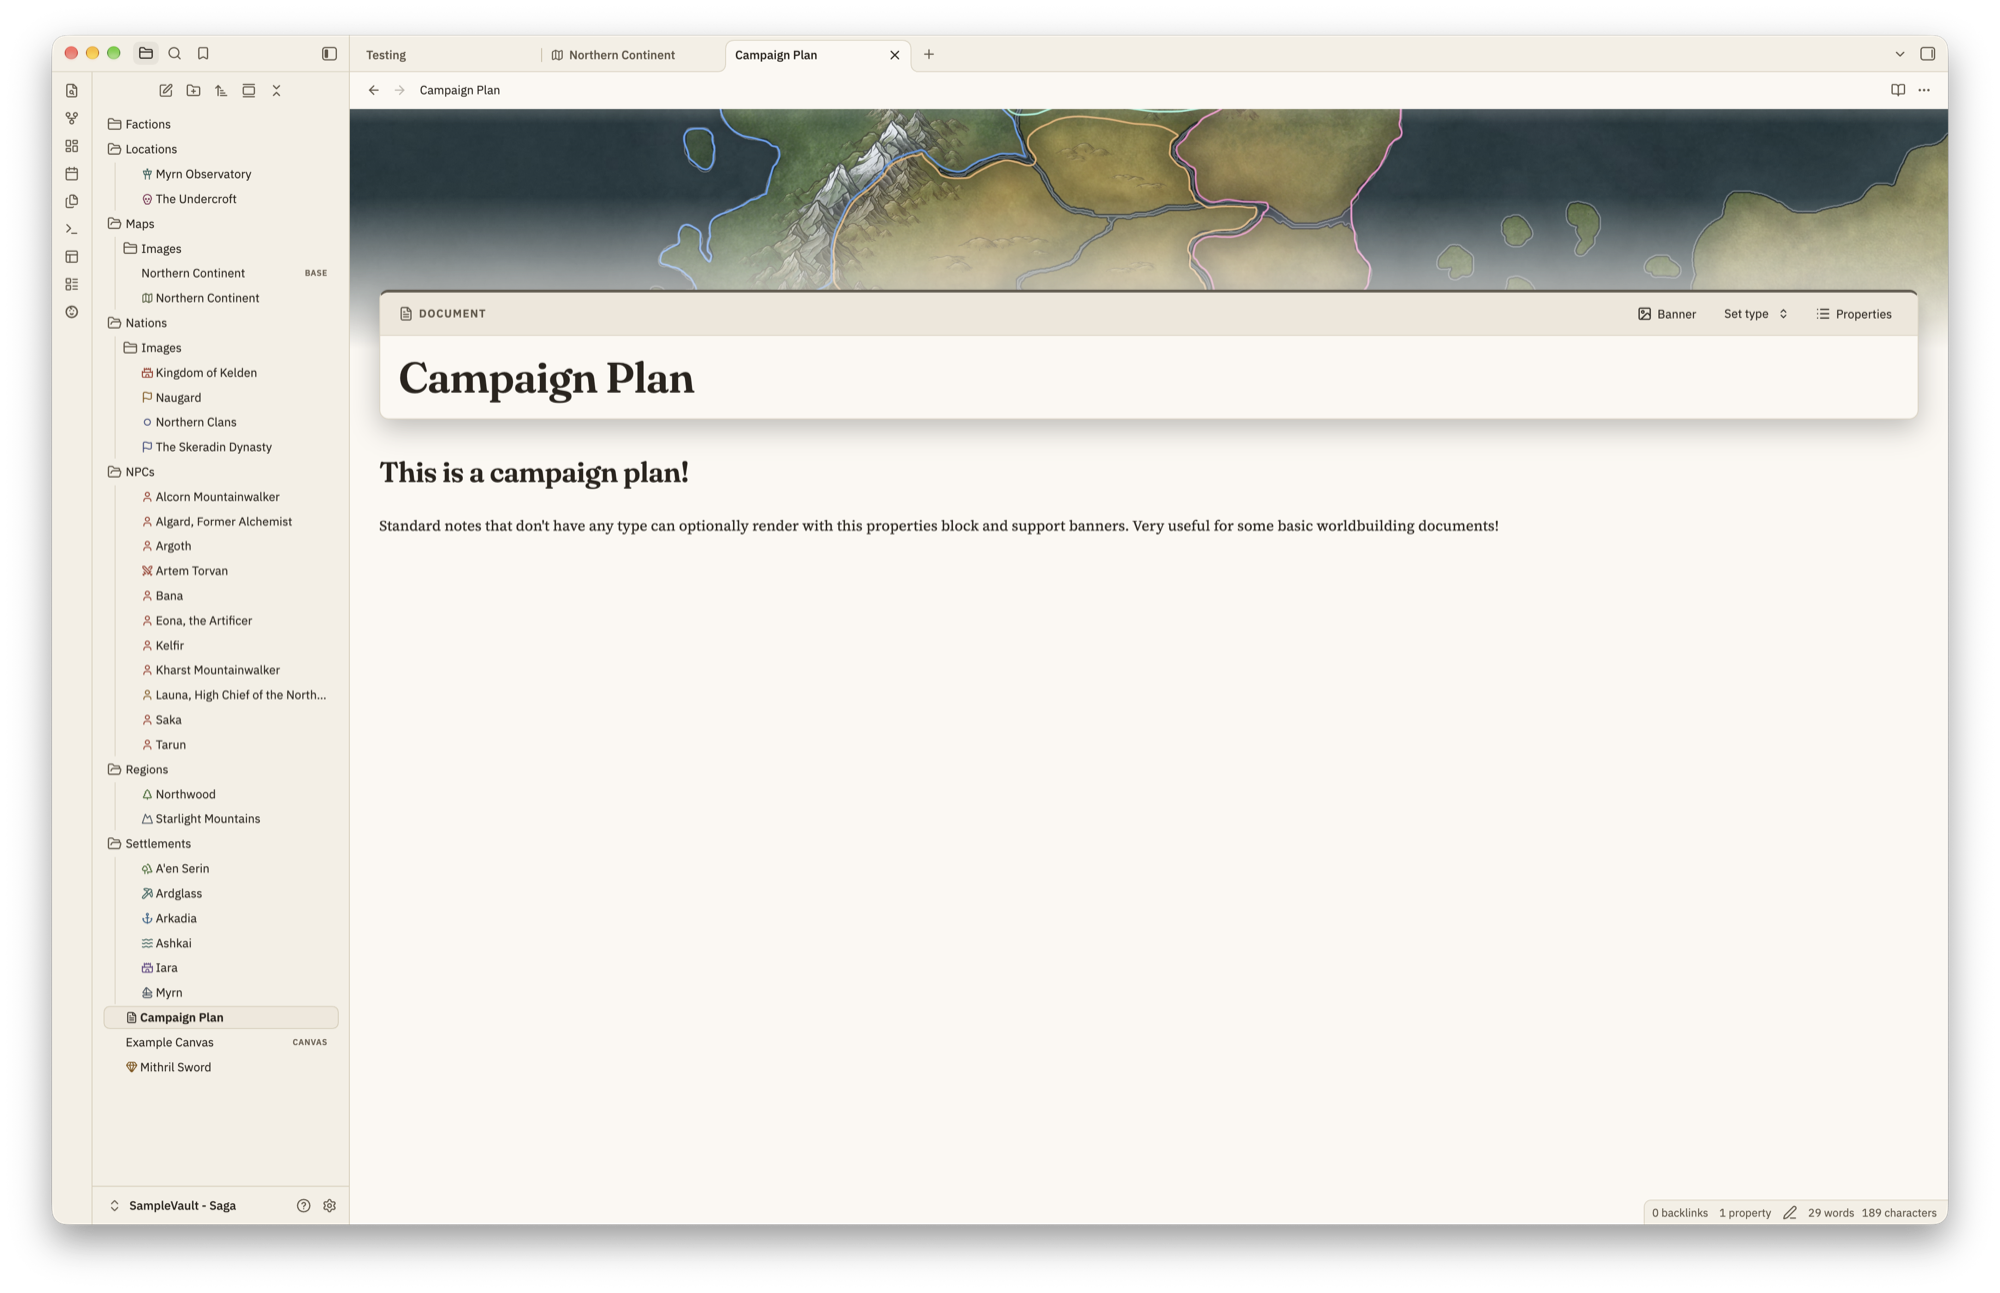 Testing
Northern Continent
Campaign Plan
Campaign Plan
Factions
Locations
Myrn Observatory
The Undercroft
Maps
Images
Northern Continent BASE
Northern Continent
Nations
Images
Kingdom of Kelden
Naugard
Northern Clans
The Skeradin Dynasty
NPCs
Alcorn Mountainwalker
Algard, Former Alchemist
Argoth
Artem Torvan
Bana
Eona, the Artificer
Kelfir
Kharst Mountainwalker
Launa, High Chief of the North...
Saka
Tarun
Regions
Northwood
Starlight Mountains
Settlements
A'en Serin
Ardglass
Arkadia
Ashkai
Iara
Myrn
Campaign Plan
Example Canvas CANVAS
Mithril Sword
SampleVault - Saga
DOCUMENT
Banner
Set type
Properties
Campaign Plan
This is a campaign plan!
Standard notes that don't have any type can optionally render with this properties block and support banners. Very useful for some basic worldbuilding documents!
0 backlinks 1 property 29 words 189 characters